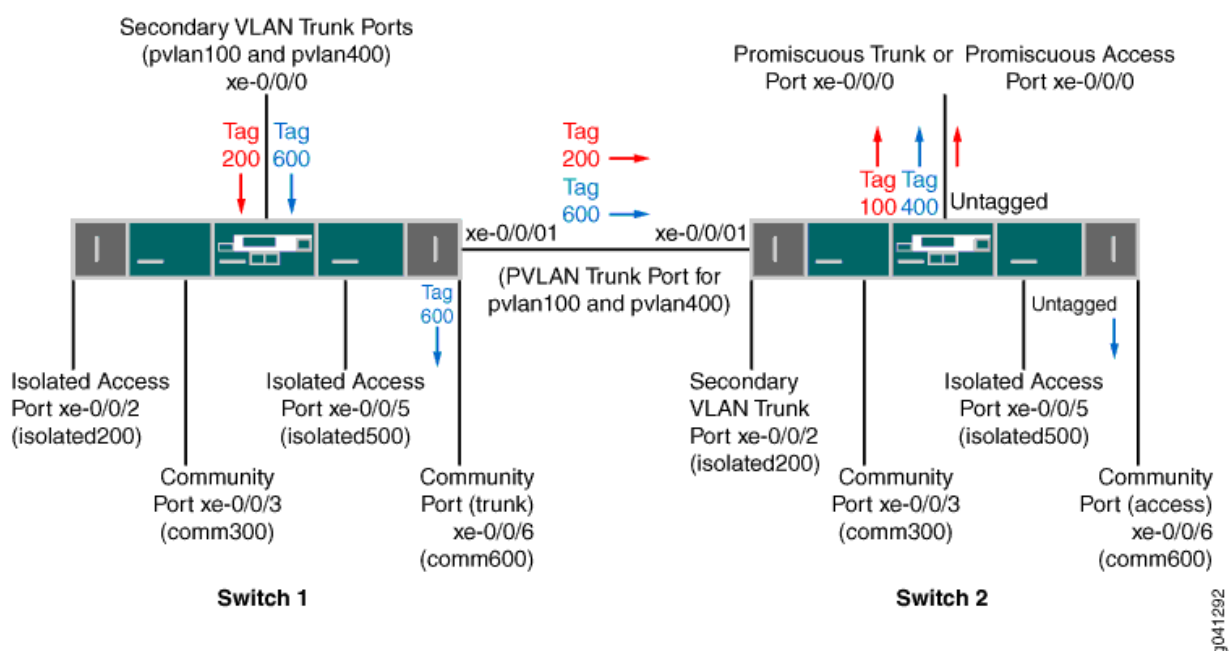 Secondary VLAN Trunk Ports
(pvlan100 and pvlan400)
xe-0/0/0
Promiscuous Trunk or Promiscuous Access
Port xe-0/0/0 Port xe-0/0/0
Tag Tag
200 600
Tag
200
Tag
600
Tag Tag
100 400
Untagged
xe-0/0/01 xe-0/0/01
(PVLAN Trunk Port for
pvlan100 and pvlan400)
Tag
600
Untagged
Isolated Access
Port xe-0/0/2
(isolated200)
Isolated Access
Port xe-0/0/5
(isolated500)
Secondary
VLAN Trunk
Port xe-0/0/2
(isolated200)
Isolated Access
Port xe-0/0/5
(isolated500)
Community
Port xe-0/0/3
(comm300)
Community
Port (trunk)
xe-0/0/6
(comm600)
Community
Port xe-0/0/3
(comm300)
Community
Port (access)
xe-0/0/6
(comm600)
Switch 1
Switch 2
g041292